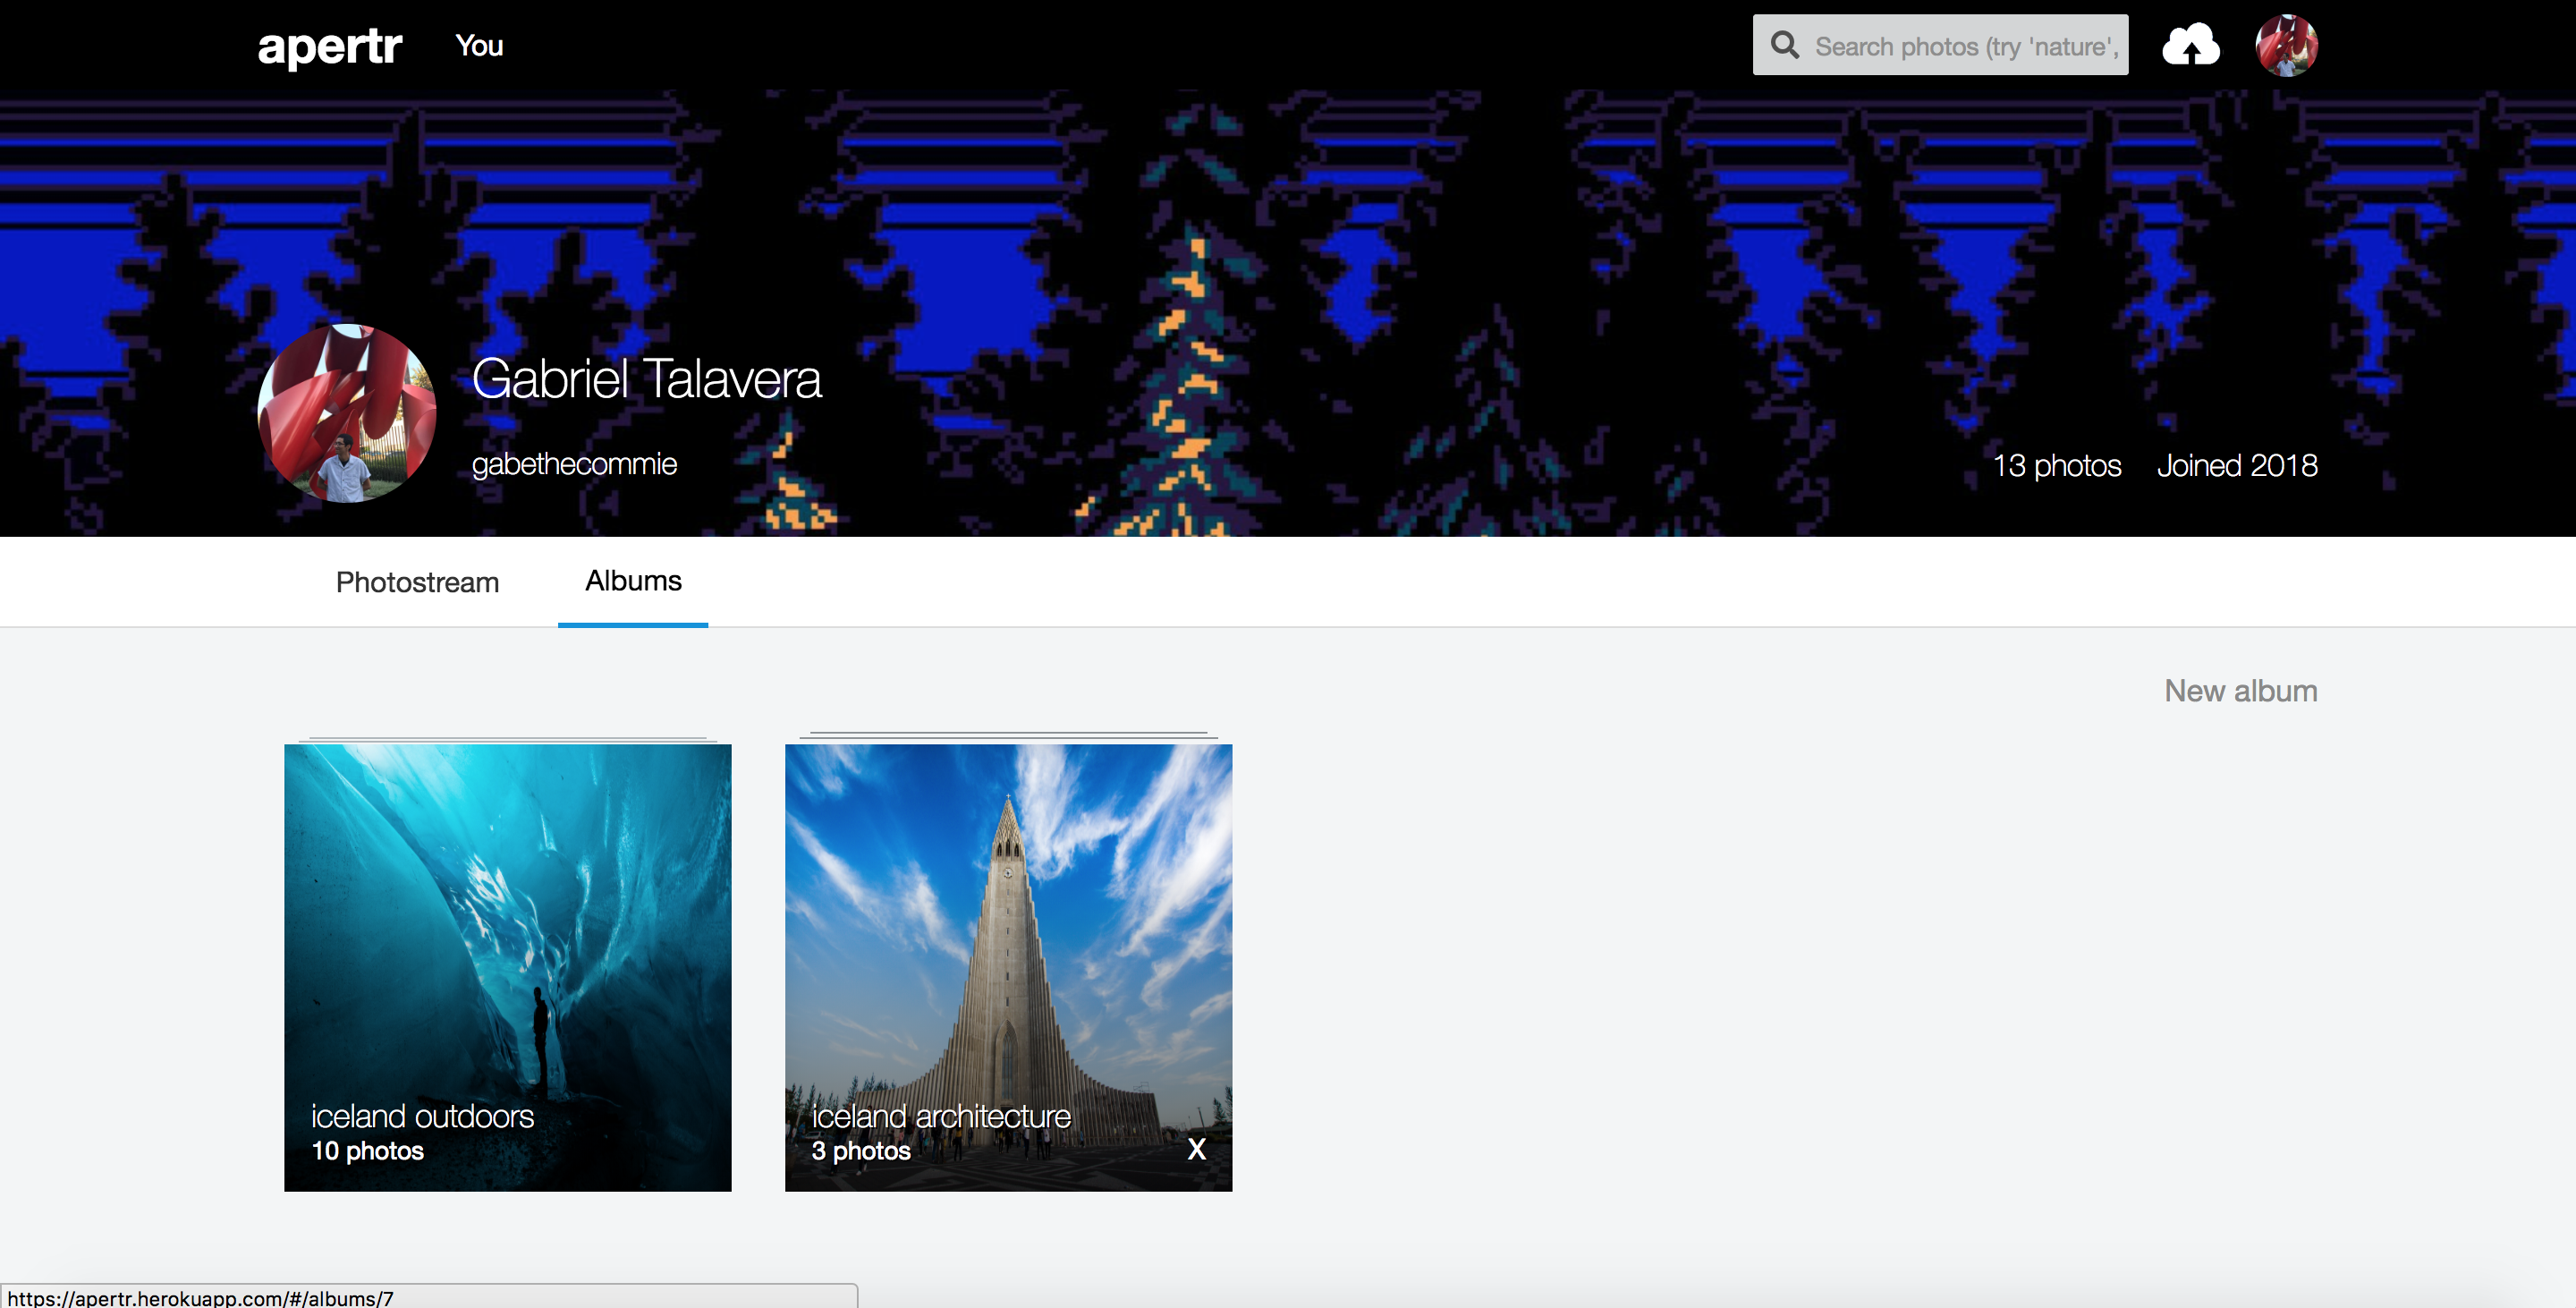 apertr
You
Search photos (try 'nature',
Gabriel Talavera
gabethecommie
13 photos
Joined 2018
Photostream
Albums
New album
iceland outdoors
10 photos
iceland architecture
3 photos
X
https://apertr.herokuapp.com/#/albums/7